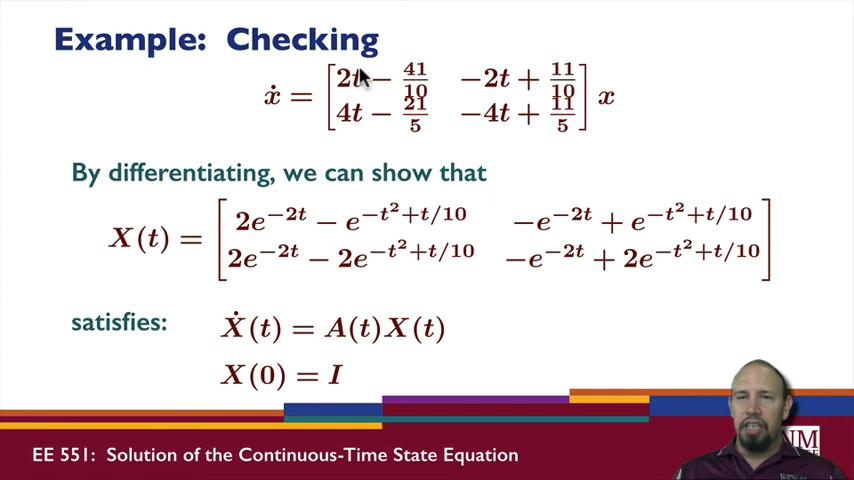 Example: Checking
ẋ = [2t − 41/10   −2t + 11/10; 4t − 21/5   −4t + 11/5] x
By differentiating, we can show that
X(t) = [2e^{−2t} − e^{−t²+t/10}   −e^{−2t} + e^{−t²+t/10}; 2e^{−2t} − 2e^{−t²+t/10}   −e^{−2t} + 2e^{−t²+t/10}]
satisfies: Ẋ(t) = A(t)X(t)
X(0) = I
EE 551: Solution of the Continuous-Time State Equation